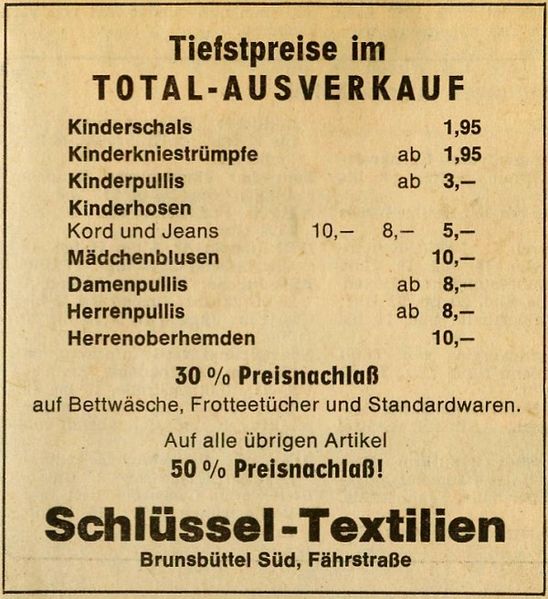 Tiefstpreise im
TOTAL-AUSVERKAUF
Kinderschals 1,95
Kinderkniestrümpfe ab 1,95
Kinderpullis ab 3,—
Kinderhosen
Kord und Jeans 10,— 8,— 5,—
Mädchenblusen 10,—
Damenpullis ab 8,—
Herrenpullis ab 8,—
Herrenoberhemden 10,—
30 % Preisnachlaß
auf Bettwäsche, Frotteetücher und Standardwaren.
Auf alle übrigen Artikel
50 % Preisnachlaß!
Schlüssel-Textilien
Brunsbüttel Süd, Fährstraße